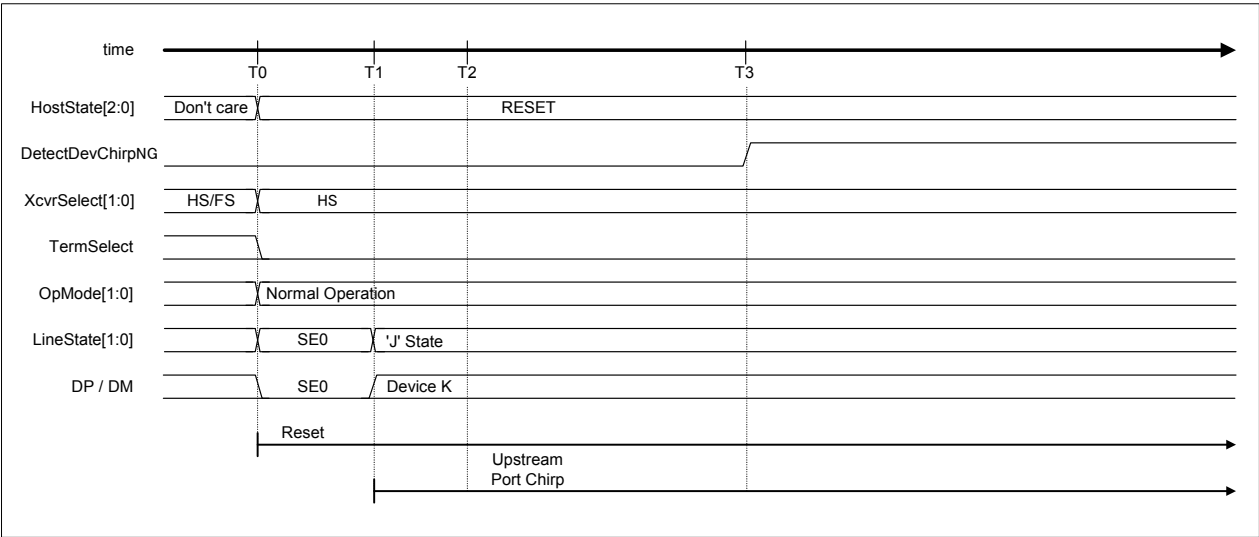 time
T0 T1 T2 T3
HostState[2:0] Don't care RESET
DetectDevChirpNG
XcvrSelect[1:0] HS/FS HS
TermSelect
OpMode[1:0] Normal Operation
LineState[1:0] SE0 'J' State
DP / DM SE0 Device K
Reset
Upstream
Port Chirp